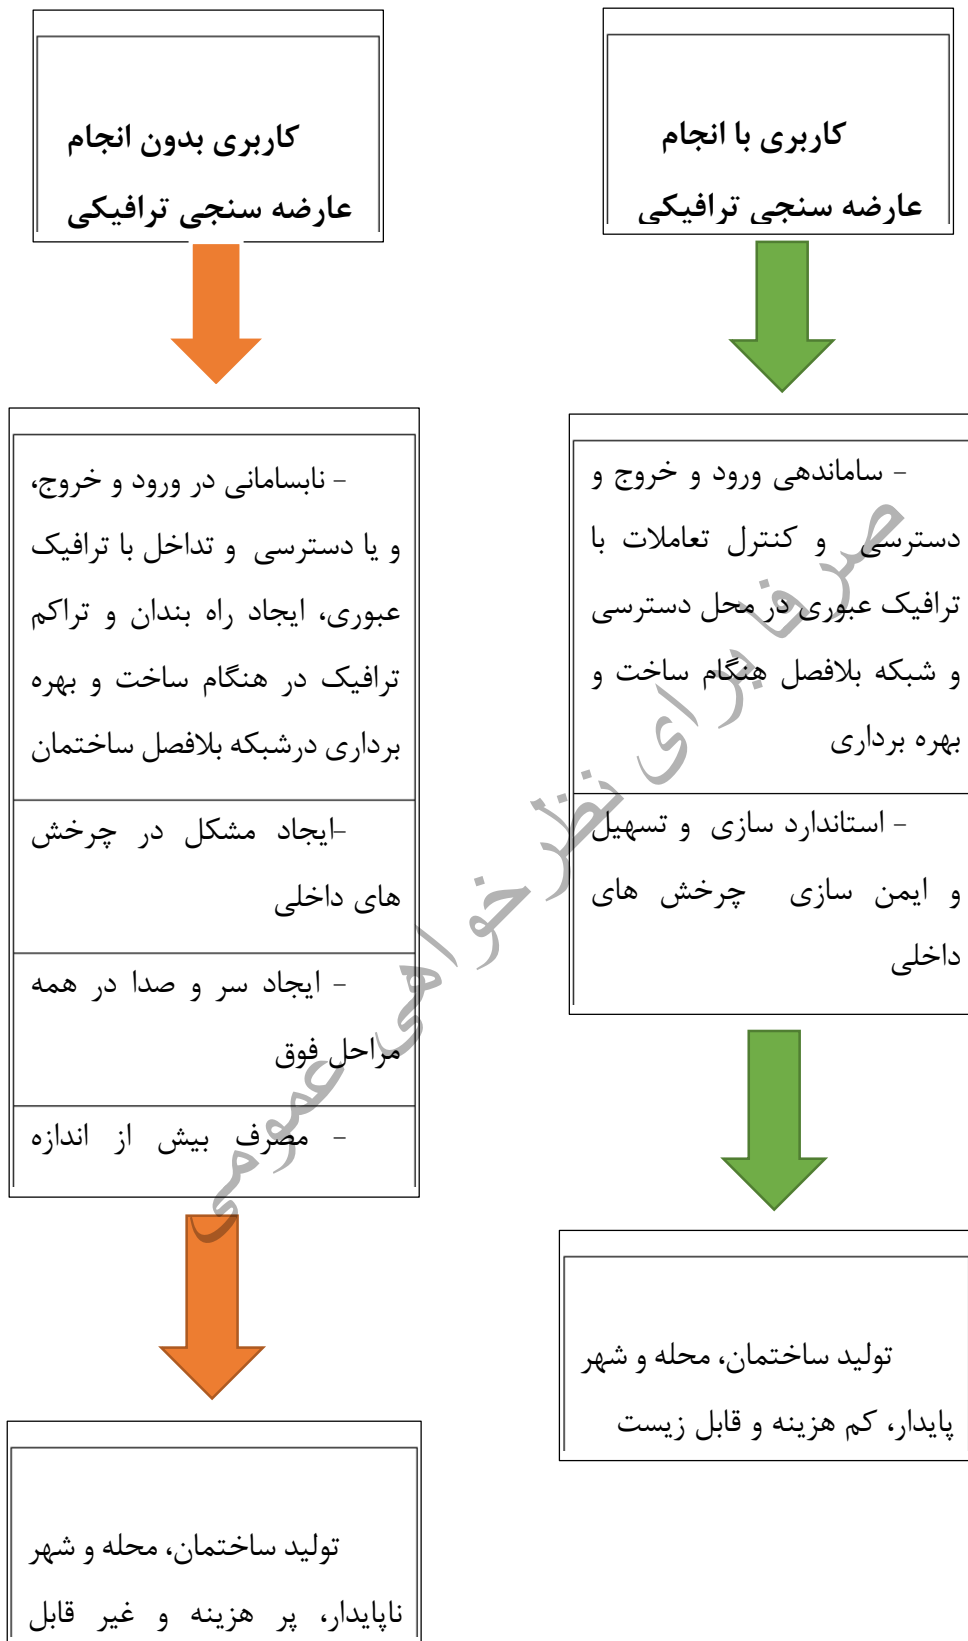 کاربری با انجام
عارضه سنجی ترافیکی
- ساماندهی ورود و خروج و
دسترسی و کنترل تعاملات با
ترافیک عبوری در محل دسترسی
و شبکه بلافصل هنگام ساخت و
بهره برداری
- استاندارد سازی و تسهیل
و ایمن سازی چرخش های
داخلی
تولید ساختمان، محله و شهر
پایدار، کم هزینه و قابل زیست
کاربری بدون انجام
عارضه سنجی ترافیکی
- نابسامانی در ورود و خروج،
و یا دسترسی و تداخل با ترافیک
عبوری، ایجاد راه بندان و تراکم
ترافیک در هنگام ساخت و بهره
برداری درشبکه بلافصل ساختمان
-ایجاد مشکل در چرخش
های داخلی
- ایجاد سر و صدا در همه
مراحل فوق
- مصرف بیش از اندازه
تولید ساختمان، محله و شهر
ناپایدار، پر هزینه و غیر قابل
صرفا برای نظرخواهی عمومی